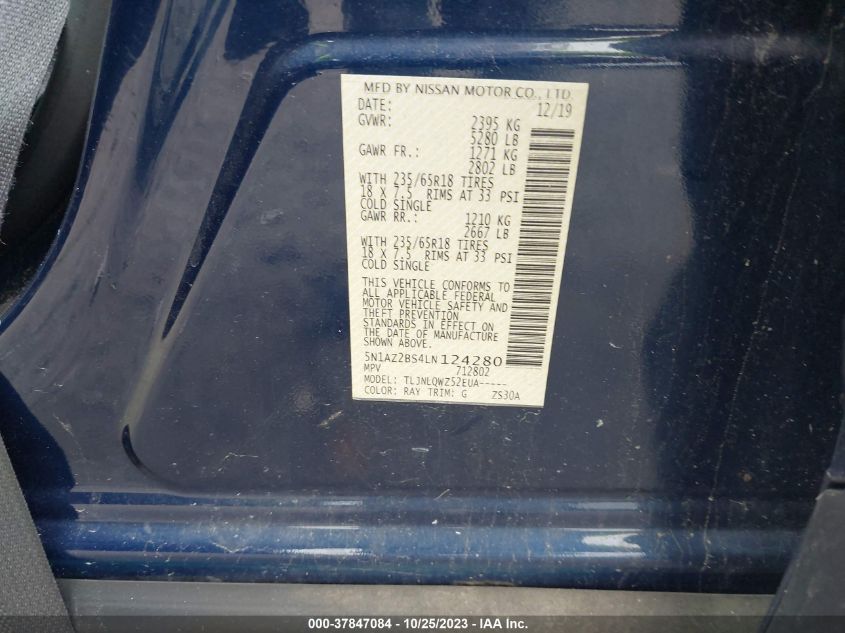 MFD BY NISSAN MOTOR CO., LTD.
DATE: 12/19
GVWR: 2395 KG
5280 LB
GAWR FR.: 1271 KG
2802 LB
WITH 235/65R18 TIRES
18 X 7.5 RIMS AT 33 PSI
COLD SINGLE
GAWR RR.: 1210 KG
2667 LB
WITH 235/65R18 TIRES
18 X 7.5 RIMS AT 33 PSI
COLD SINGLE
THIS VEHICLE CONFORMS TO
ALL APPLICABLE FEDERAL
MOTOR VEHICLE SAFETY AND
THEFT PREVENTION
STANDARDS IN EFFECT ON
THE DATE OF MANUFACTURE
SHOWN ABOVE.
5N1AZ2BS4LN124280
MPV 712802
MODEL: TLJNLQWZ52EUA-----
COLOR: RAY TRIM: G ZS30A
000-37847084 - 10/25/2023 - IAA Inc.